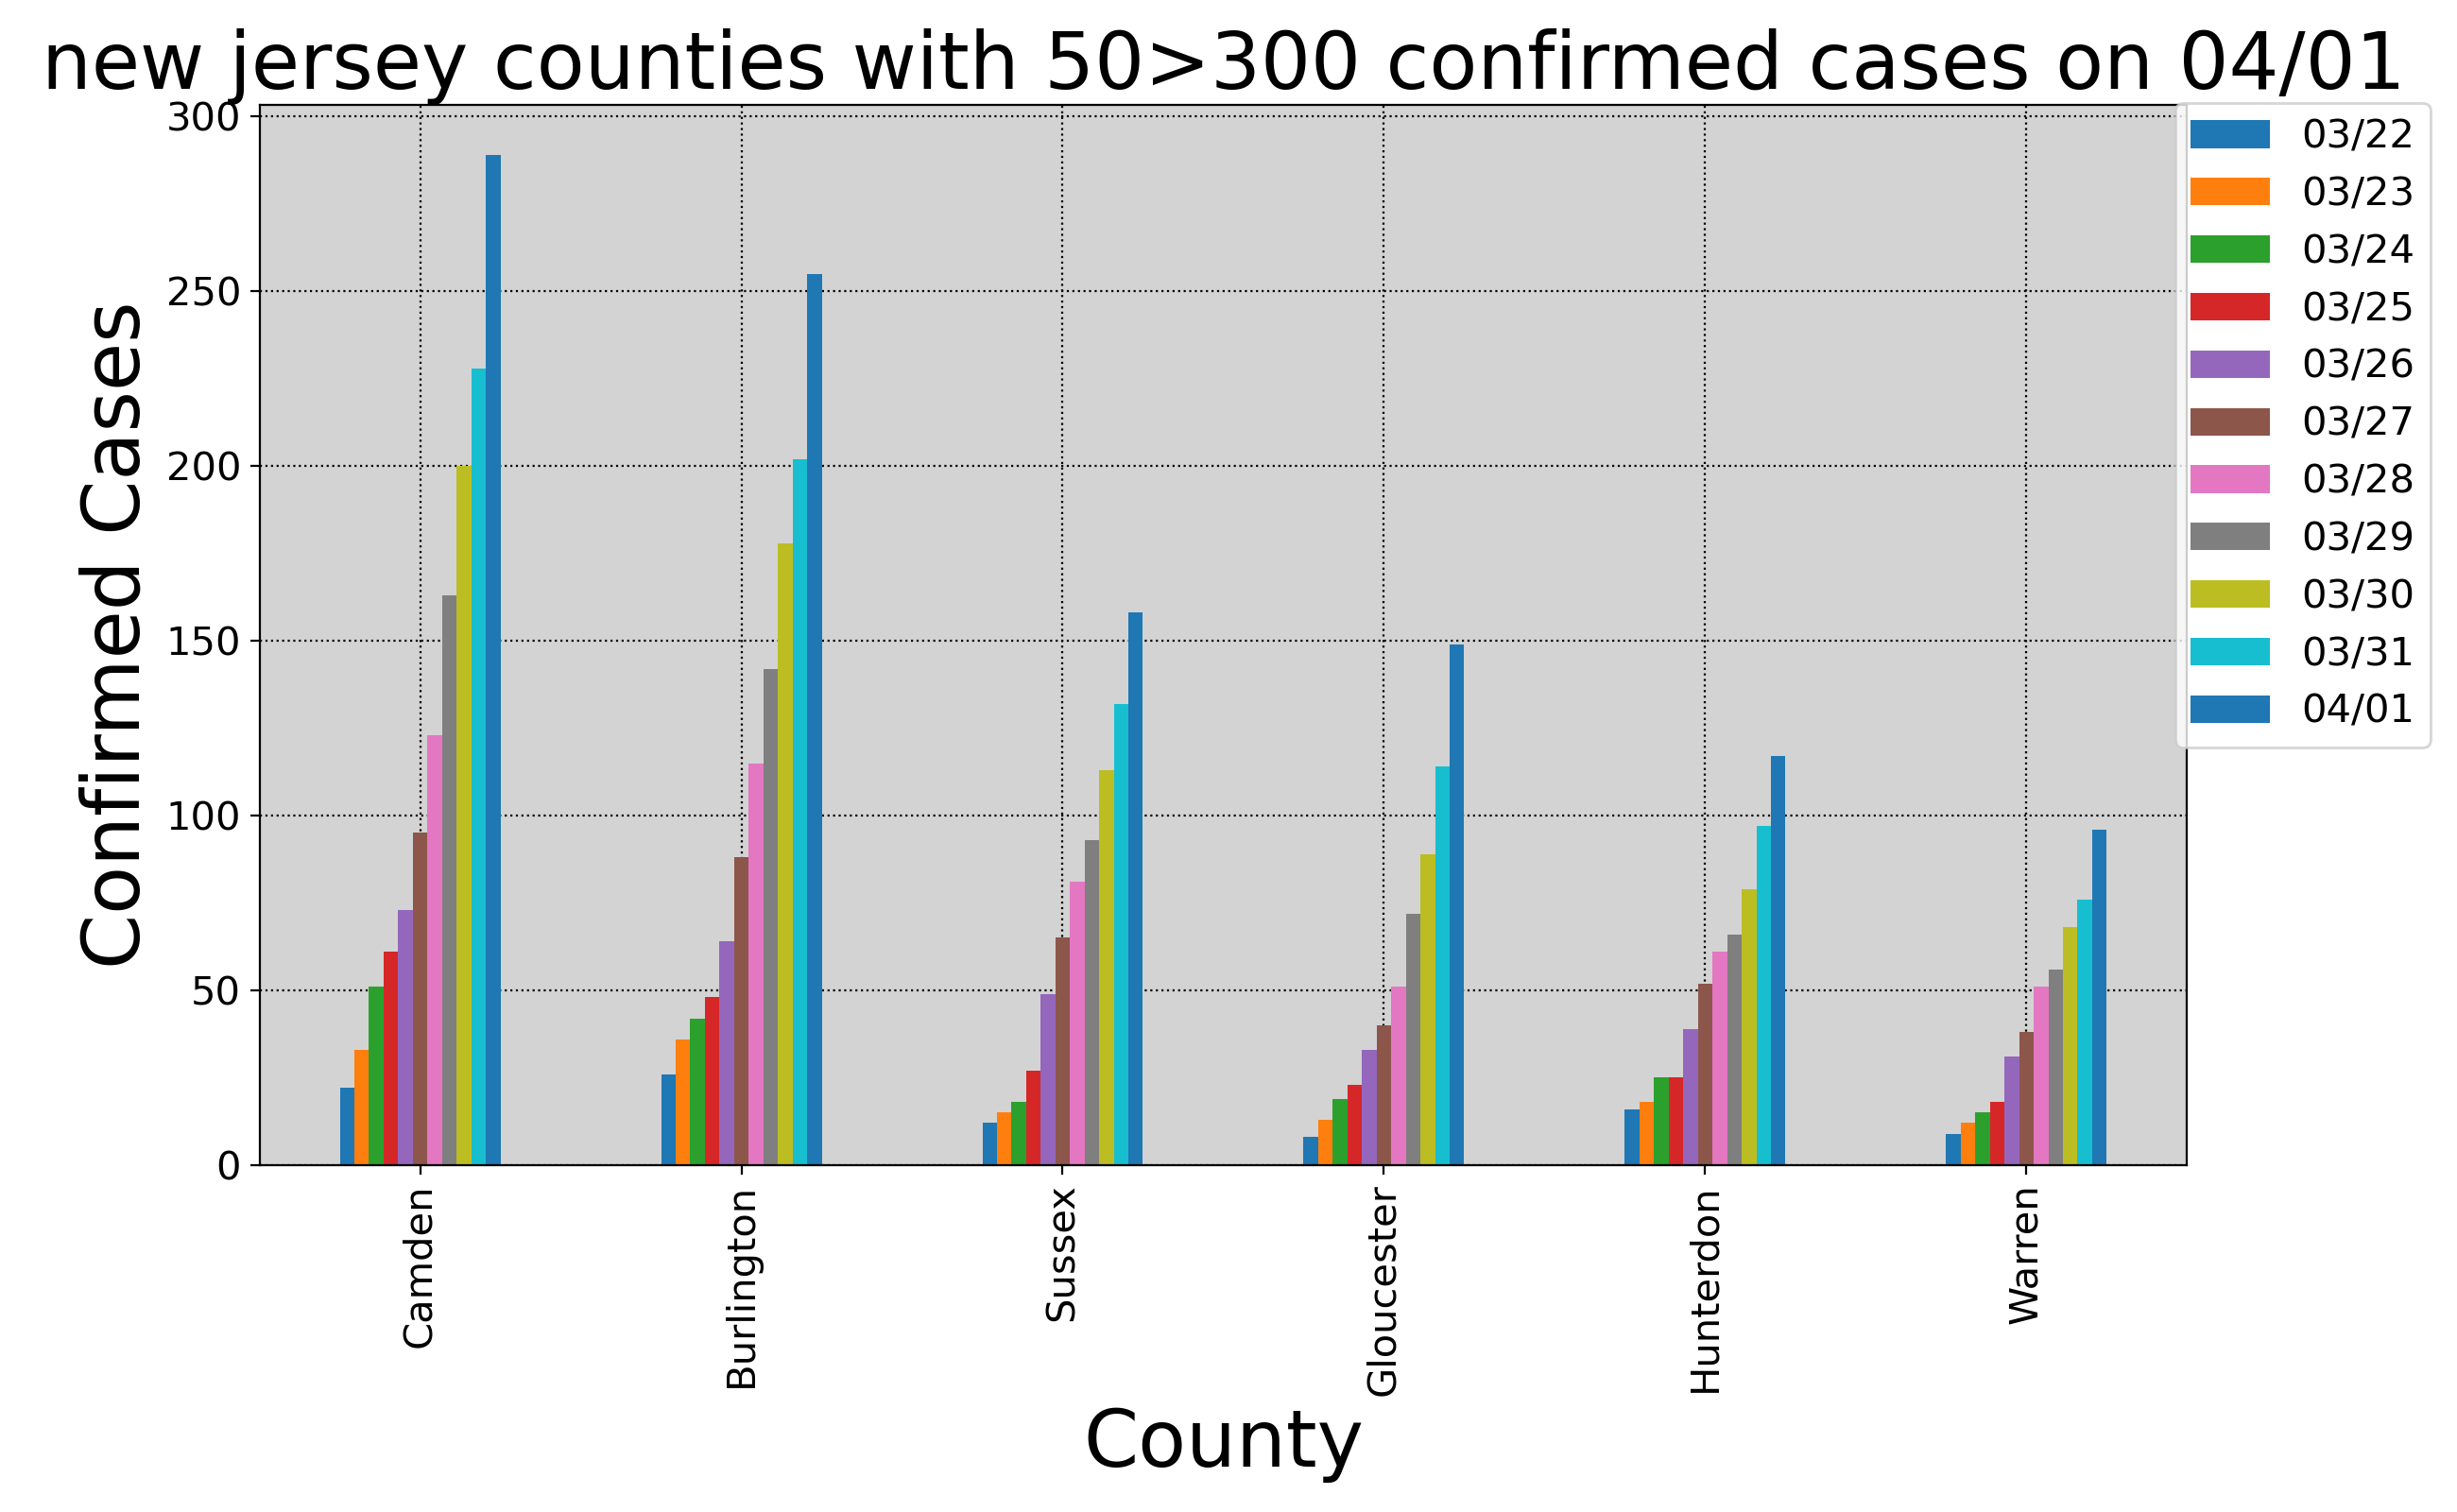 new jersey counties with 50>300 confirmed cases on 04/01
Confirmed Cases
300
250
200
150
100
50
0
03/22
03/23
03/24
03/25
03/26
03/27
03/28
03/29
03/30
03/31
04/01
Camden
Burlington
Sussex
Gloucester
Hunterdon
Warren
County